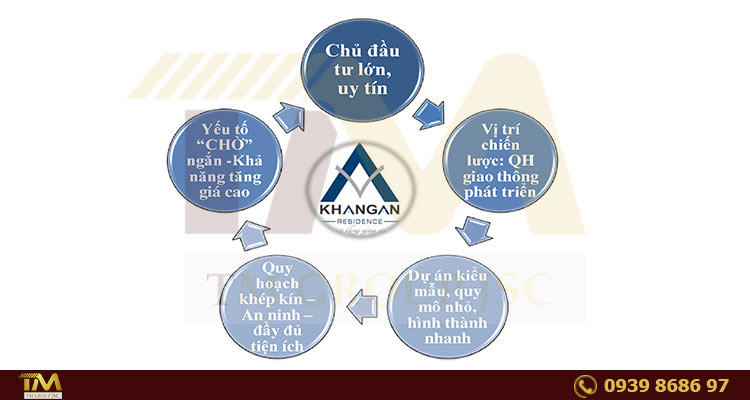 Chủ đầu
tư lớn,
uy tín
Vị trí
chiến
lược: QH
giao thông
phát triển
Dự án kiểu
mẫu, quy
mô nhỏ,
hình thành
nhanh
Quy
hoạch
khép kín –
An ninh –
đầy đủ
tiện ích
Yếu tố
“CHỜ”
ngắn -Khả
năng tăng
giá cao
KHANGAN
RESIDENCE
TM GROUP JSC
TM
TM GROUP JSC
0939 8686 97